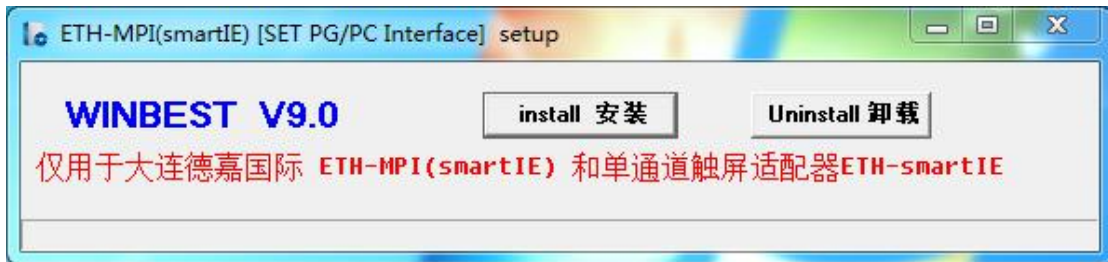 ETH-MPI(smartIE) [SET PG/PC Interface] setup
WINBEST V9.0 install 安装 Uninstall 卸载
仅用于大连德嘉国际 ETH-MPI(smartIE) 和单通道触屏适配器ETH-smartIE